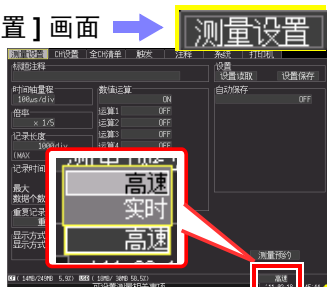 置 ] 画面
测量设置
测量设置 CH设置 全CH清单 触发 注释 系统 打印机
标题注释
设置
设置读取 设置保存
时间轴量程
100us/div
数值运算
ON
自动保存
OFF
倍率
× 1/5
运算1 OFF
运算2 OFF
记录长度
运算3 OFF
1000div
运算4 OFF
(MAX
记录时间
最大
数据个数
重复记录
显示方式
显示方式
高速
实时
高速
测量预约
高速